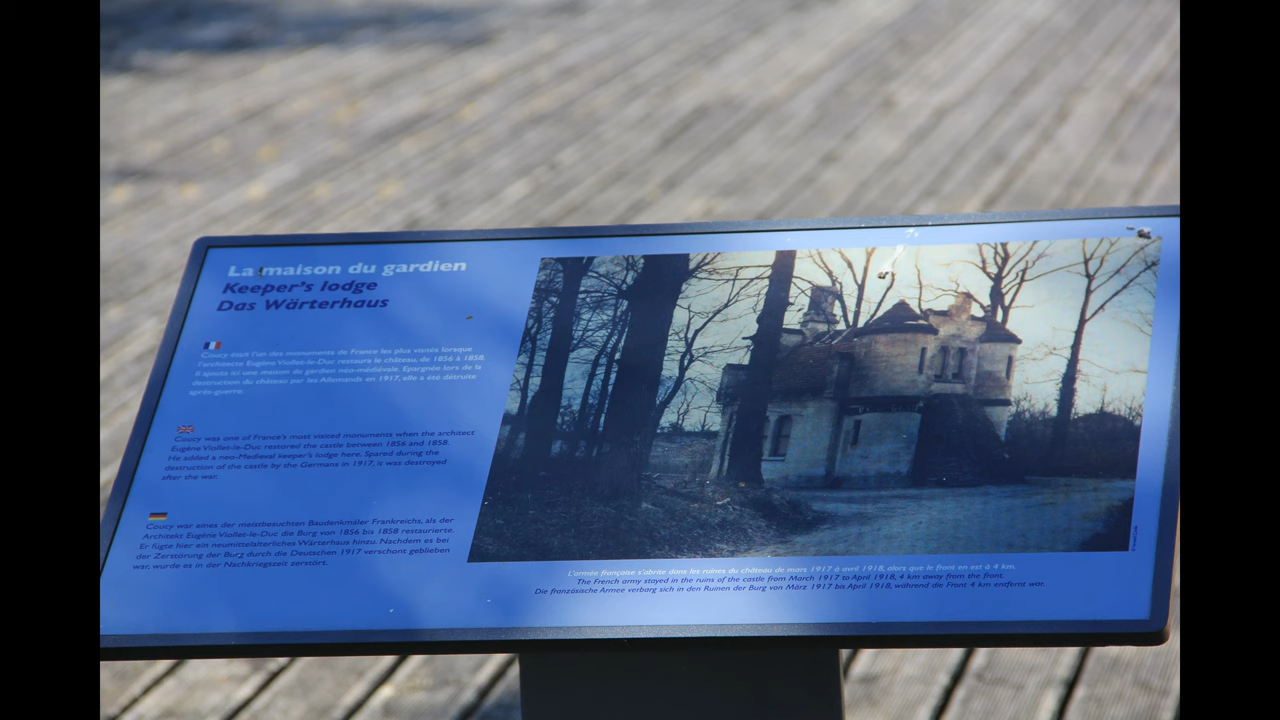 La maison du gardien
Keeper's lodge
Das Wärterhaus
Coucy était l'un des monuments de France les plus visités lorsque
l'architecte Eugène Viollet-le-Duc restaura le château, de 1856 à 1858.
Il ajouta ici une maison de gardien néo-médiévale. Epargnée lors de la
destruction du château par les Allemands en 1917, elle a été détruite
après-guerre.
Coucy was one of France's most visited monuments when the architect
Eugène Viollet-le-Duc restored the castle between 1856 and 1858.
He added a neo-Medieval keeper's lodge here. Spared during the
destruction of the castle by the Germans in 1917, it was destroyed
after the war.
Coucy war eines der meistbesuchten Baudenkmäler Frankreichs, als der
Architekt Eugène Viollet-le-Duc die Burg von 1856 bis 1858 restaurierte.
Er fügte hier ein neumittelalterliches Wärterhaus hinzu. Nachdem es bei
der Zerstörung der Burg durch die Deutschen 1917 verschont geblieben
war, wurde es in der Nachkriegszeit zerstört.
L'armée française s'abrite dans les ruines du château de mars 1917 à avril 1918, alors que le front en est à 4 km.
The French army stayed in the ruins of the castle from March 1917 to April 1918, 4 km away from the front.
Die französische Armee verbarg sich in den Ruinen der Burg von März 1917 bis April 1918, während die Front 4 km entfernt war.